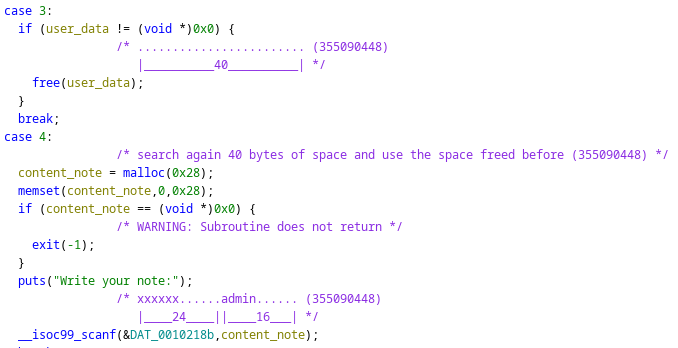 case 3:
if (user_data != (void *)0x0) {
/* ........................ (355090448)
|__________40__________| */
free(user_data);
}
break;
case 4:
/* search again 40 bytes of space and use the space freed before (355090448) */
content_note = malloc(0x28);
memset(content_note,0,0x28);
if (content_note == (void *)0x0) {
/* WARNING: Subroutine does not return */
exit(-1);
}
puts("Write your note:");
/* xxxxxx......admin...... (355090448)
|____24____||____16___| */
__isoc99_scanf(&DAT_0010218b,content_note);